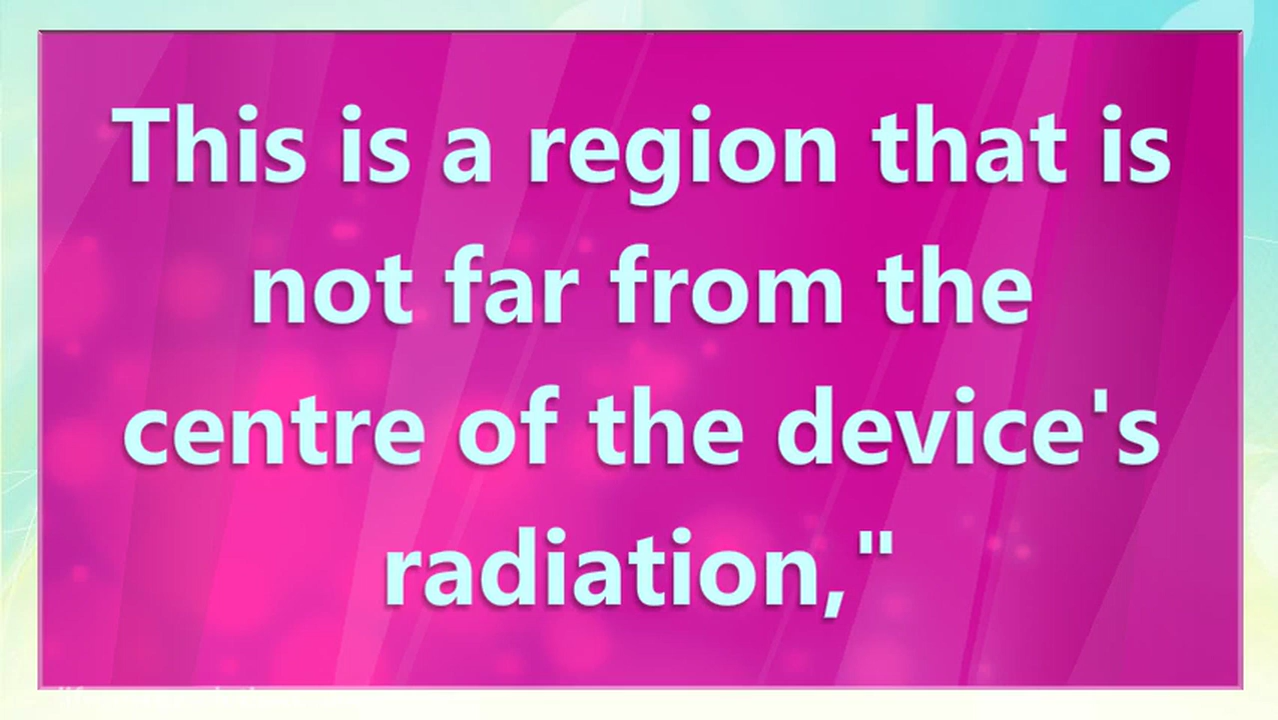 This is a region that is
not far from the
centre of the device's
radiation,"